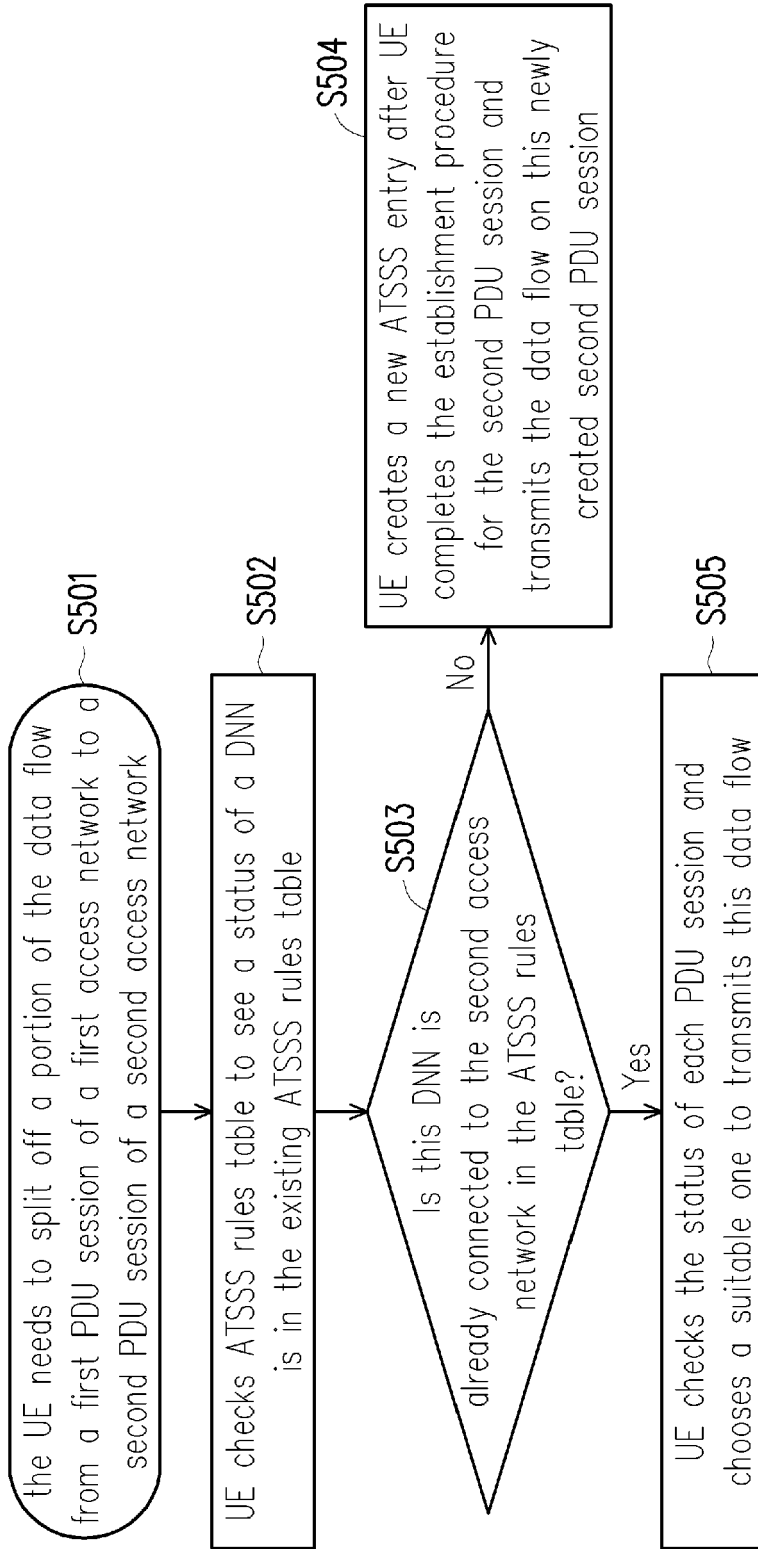 S501
the UE needs to split off a portion of the data flow
from a first PDU session of a first access network to a
second PDU session of a second access network
S502
UE checks ATSSS rules table to see a status of a DNN
is in the existing ATSSS rules table
S503
Is this DNN is
already connected to the second access
network in the ATSSS rules
table?
No
S504
UE creates a new ATSSS entry after UE
completes the establishment procedure
for the second PDU session and
transmits the data flow on this newly
created second PDU session
Yes
S505
UE checks the status of each PDU session and
chooses a suitable one to transmits this data flow